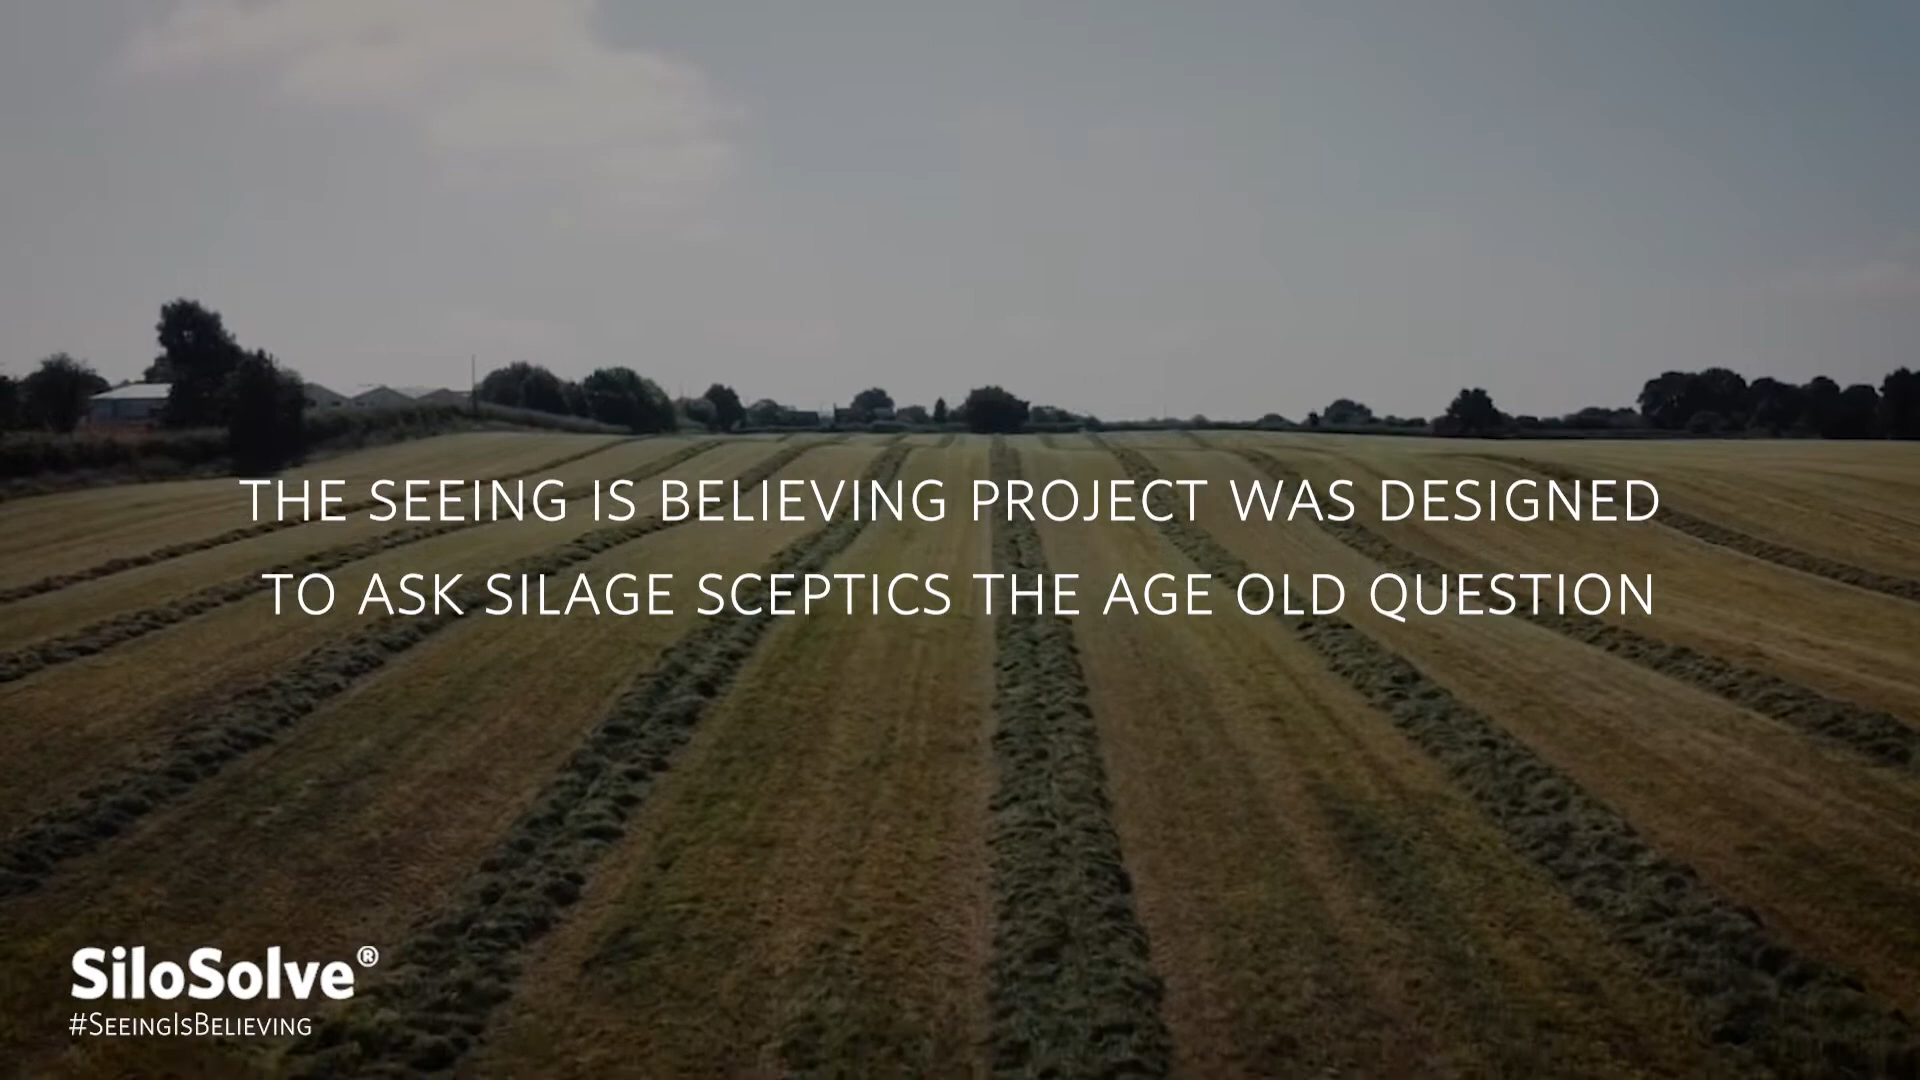 THE SEEING IS BELIEVING PROJECT WAS DESIGNED
TO ASK SILAGE SCEPTICS THE AGE OLD QUESTION
SiloSolve®
#SeeingIsBelieving